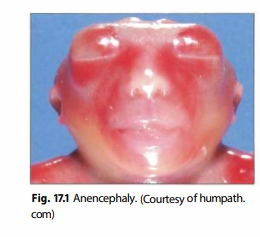 Fig. 17.1 Anencephaly. (Courtesy of humpath.
com)